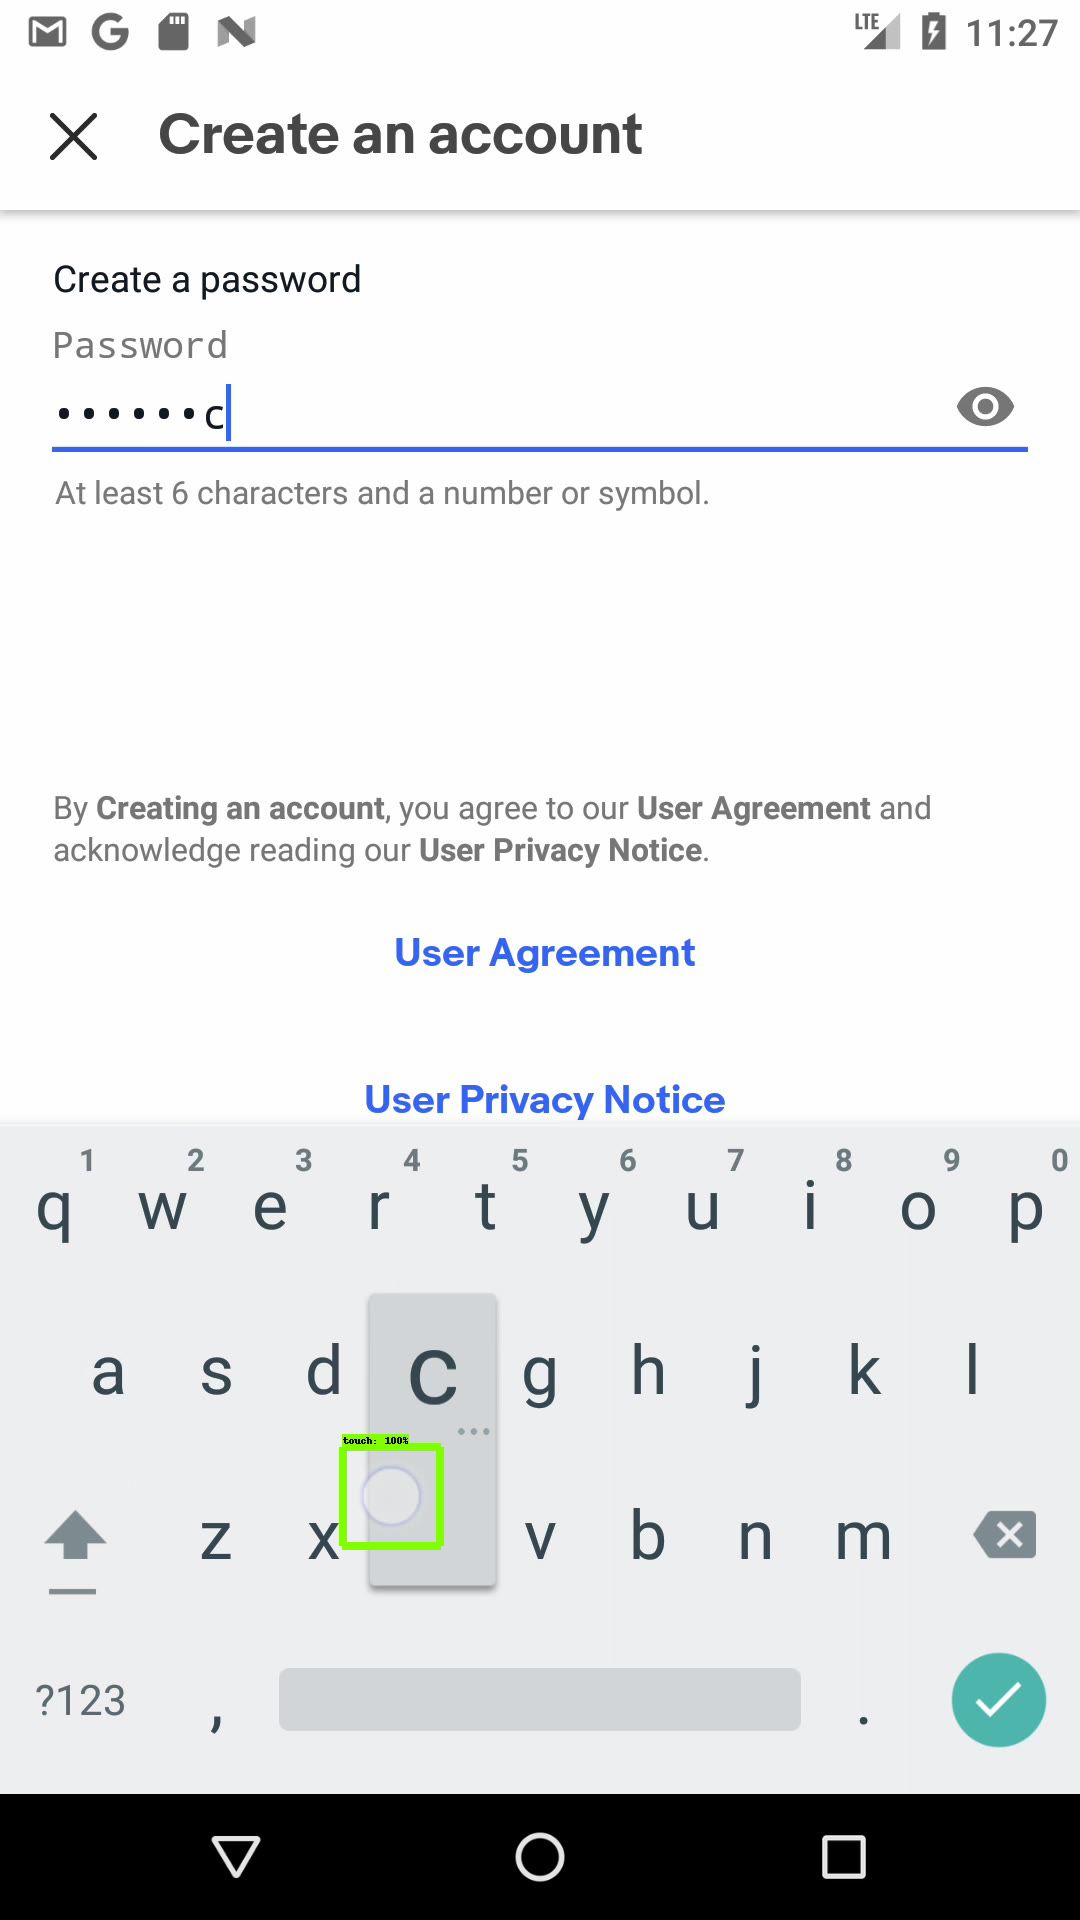 LTE 11:27
Create an account
Create a password
Password
••••••c
At least 6 characters and a number or symbol.
By Creating an account, you agree to our User Agreement and
acknowledge reading our User Privacy Notice.
User Agreement
User Privacy Notice
1 2 3 4 5 6 7 8 9 0
q w e r t y u i o p
a s d c g h j k l
touch: 100%
z x v b n m
?123 , .